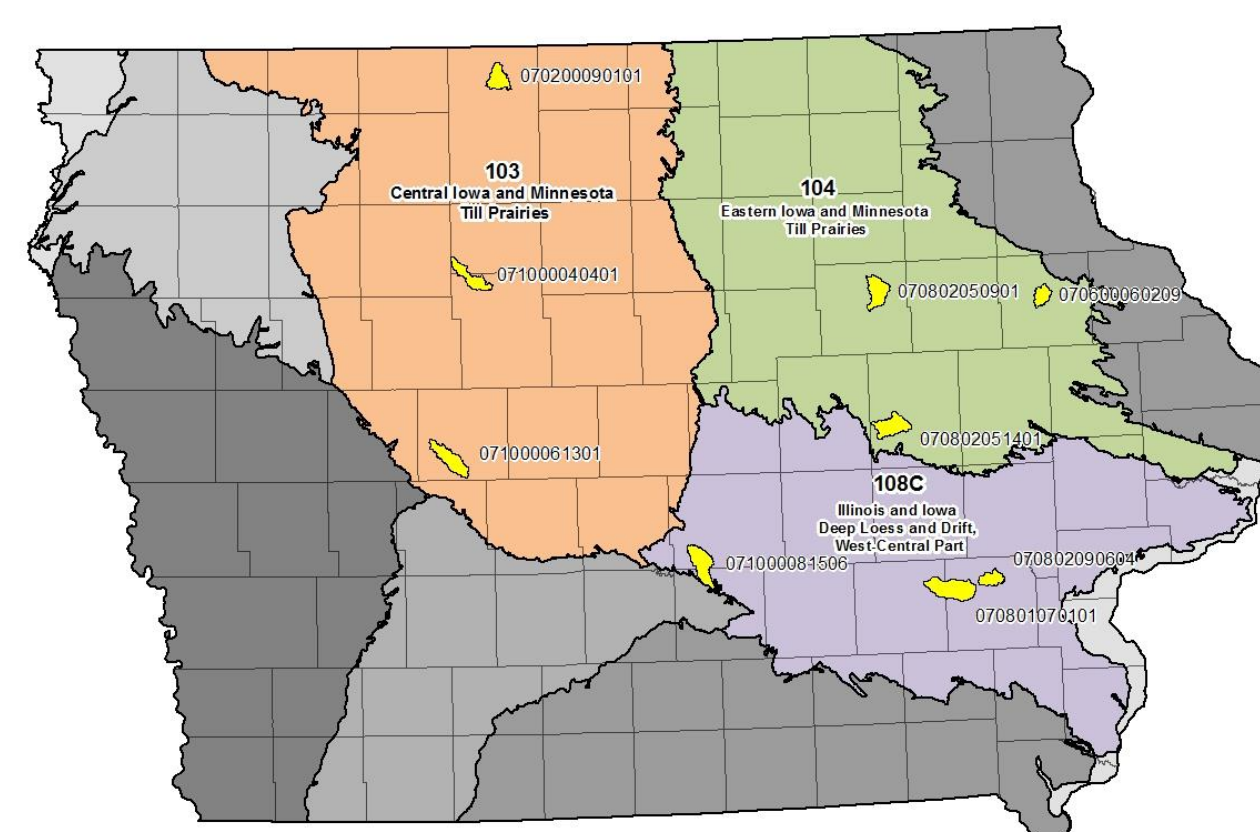 070200090101
103
Central Iowa and Minnesota
Till Prairies
104
Eastern Iowa and Minnesota
Till Prairies
071000040401
070802050901
070600060209
070802051401
071000061301
108C
Illinois and Iowa
Deep Loess and Drift,
West-Central Part
071000081506
070802090604
070801070101